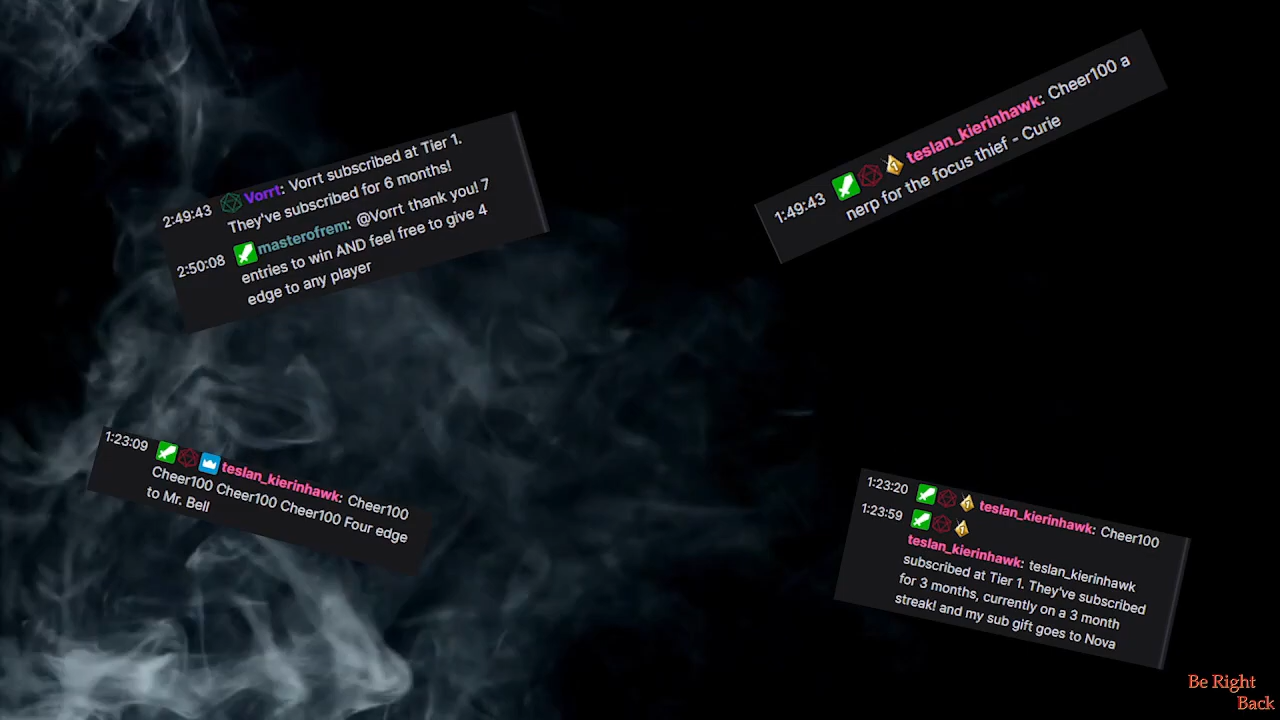 2:49:43 Vorrt: Vorrt subscribed at Tier 1.
They've subscribed for 6 months!
2:50:08 masterofrem: @Vorrt thank you! 7
entries to win AND feel free to give 4
edge to any player
1:49:43 teslan_kierinhawk: Cheer100 a
nerp for the focus thief - Curie
1:23:09 teslan_kierinhawk: Cheer100
Cheer100 Cheer100 Cheer100 Four edge
to Mr. Bell
1:23:20 teslan_kierinhawk: Cheer100
1:23:59
teslan_kierinhawk: teslan_kierinhawk
subscribed at Tier 1. They've subscribed
for 3 months, currently on a 3 month
streak! and my sub gift goes to Nova
Be Right
Back